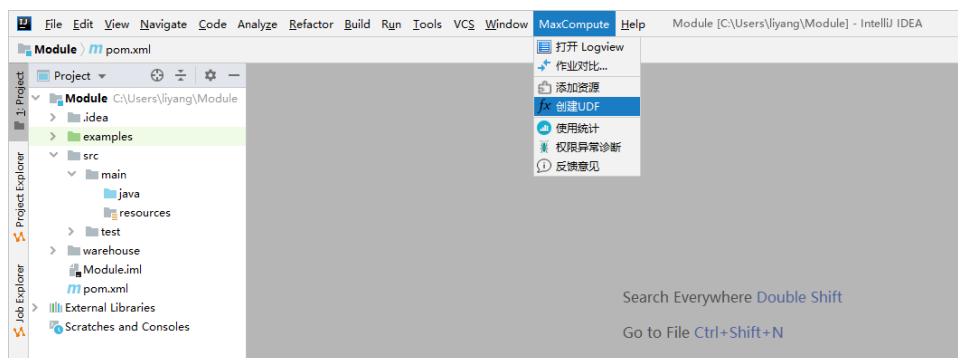 File Edit View Navigate Code Analyze Refactor Build Run Tools VCS Window MaxCompute Help Module [C:\Users\liyang\Module] - IntelliJ IDEA
Module pom.xml
打开 Logview
作业对比...
添加资源
创建UDF
使用统计
权限异常诊断
反馈意见
1: Project
Project Explorer
Job Explorer
Project
Module C:\Users\liyang\Module
.idea
examples
src
main
java
resources
test
warehouse
Module.iml
pom.xml
External Libraries
Scratches and Consoles
Search Everywhere Double Shift
Go to File Ctrl+Shift+N